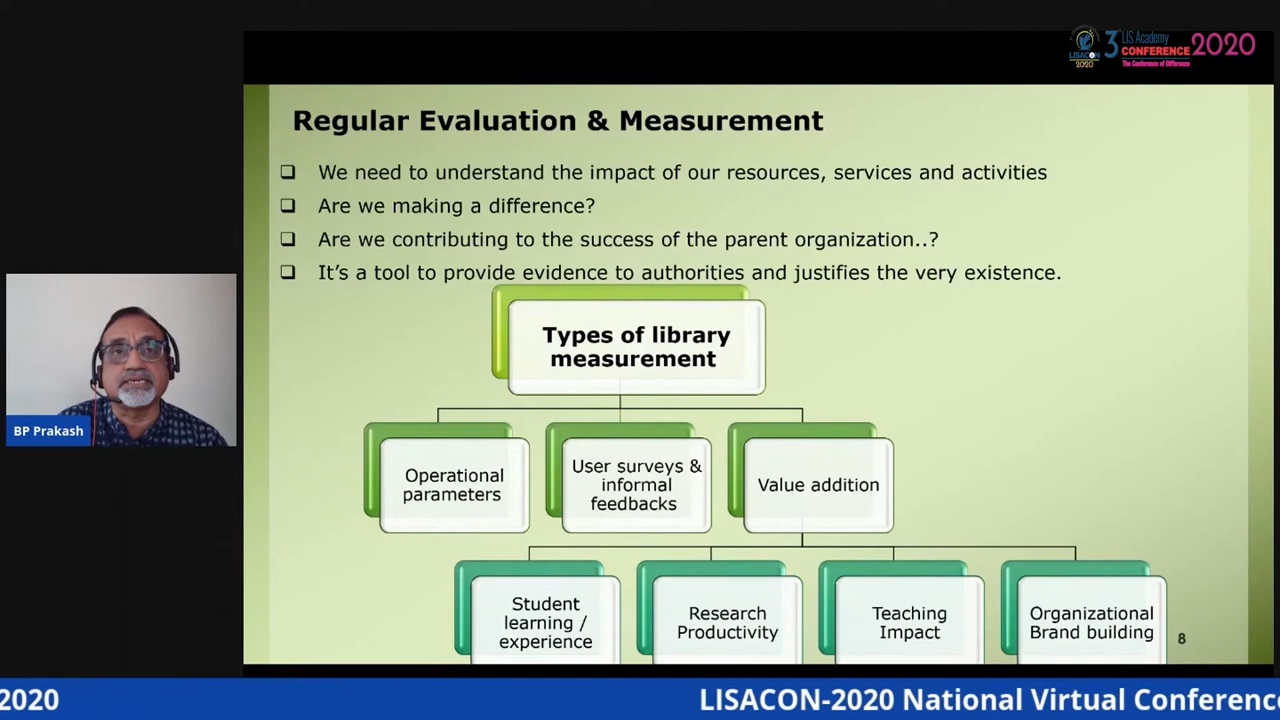 3rd LIS Academy
CONFERENCE 2020
The Conference of Difference
LISACON
2020
Regular Evaluation & Measurement
❑ We need to understand the impact of our resources, services and activities
❑ Are we making a difference?
❑ Are we contributing to the success of the parent organization..?
❑ It's a tool to provide evidence to authorities and justifies the very existence.
Types of library
measurement
Operational
parameters
User surveys &
informal
feedbacks
Value addition
Student
learning /
experience
Research
Productivity
Teaching
Impact
Organizational
Brand building
8
BP Prakash
2020
LISACON-2020 National Virtual Conference